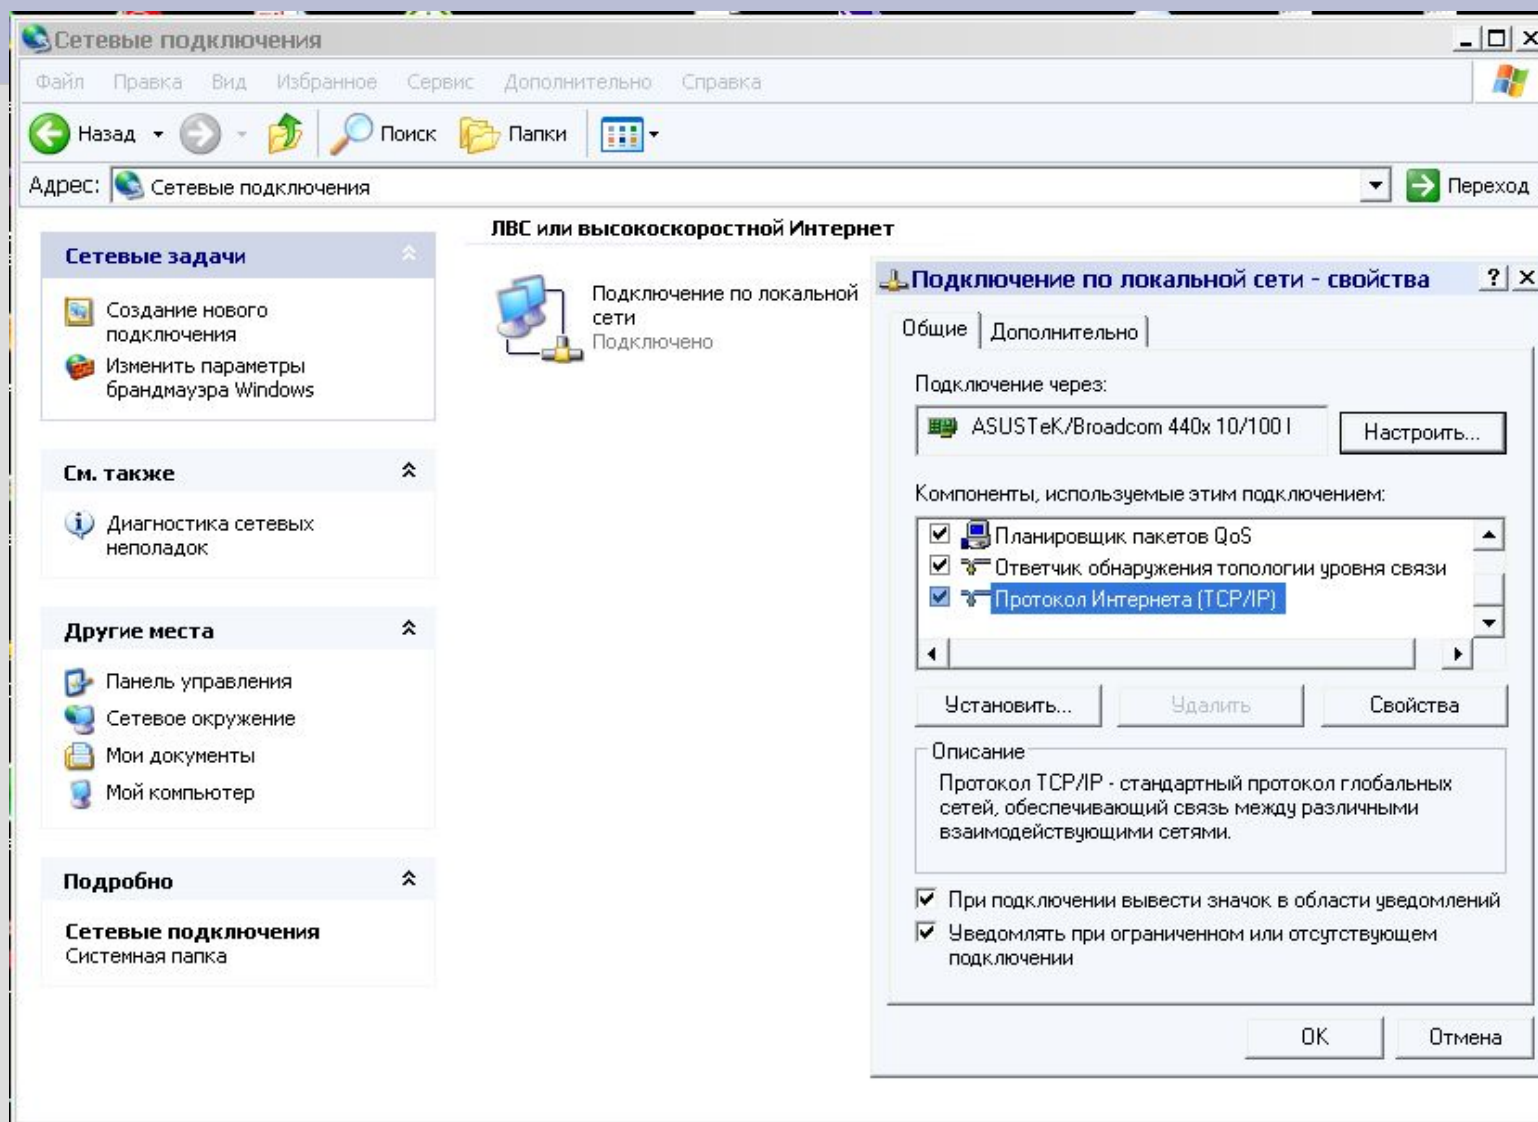 Сетевые подключения
Файл Правка Вид Избранное Сервис Дополнительно Справка
Назад Поиск Папки
Адрес: Сетевые подключения Переход
Сетевые задачи
Создание нового
подключения
Изменить параметры
брандмауэра Windows
См. также
Диагностика сетевых
неполадок
Другие места
Панель управления
Сетевое окружение
Мои документы
Мой компьютер
Подробно
Сетевые подключения
Системная папка
ЛВС или высокоскоростной Интернет
Подключение по локальной
сети
Подключено
Подключение по локальной сети - свойства
Общие Дополнительно
Подключение через:
ASUSTeK/Broadcom 440x 10/100 I
Настроить...
Компоненты, используемые этим подключением:
Планировщик пакетов QoS
Ответчик обнаружения топологии уровня связи
Протокол Интернета (TCP/IP)
Установить... Удалить Свойства
Описание
Протокол TCP/IP - стандартный протокол глобальных
сетей, обеспечивающий связь между различными
взаимодействующими сетями.
При подключении вывести значок в области уведомлений
Уведомлять при ограниченном или отсутствующем
подключении
OK Отмена